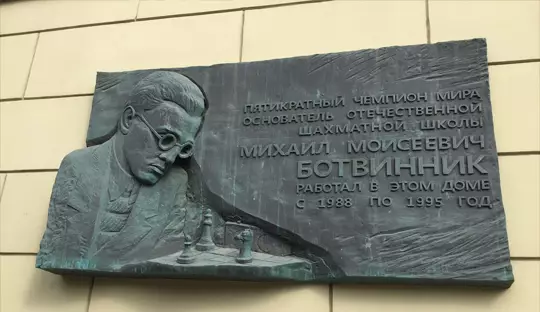 ПЯТИКРАТНЫЙ ЧЕМПИОН МИРА
ОСНОВАТЕЛЬ ОТЕЧЕСТВЕННОЙ
ШАХМАТНОЙ ШКОЛЫ
МИХАИЛ МОИСЕЕВИЧ
БОТВИННИК
РАБОТАЛ В ЭТОМ ДОМЕ
С 1988 ПО 1995 ГОД